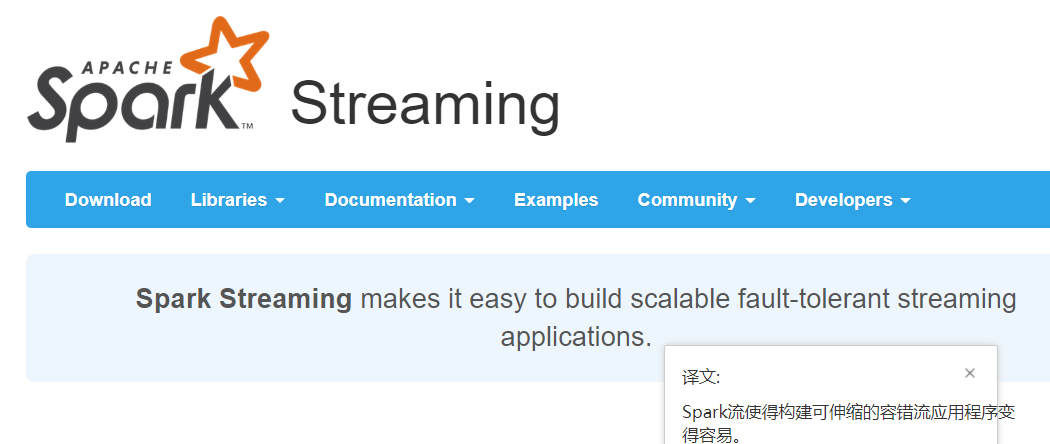 APACHE
Spark™ Streaming
Download Libraries Documentation Examples Community Developers
Spark Streaming makes it easy to build scalable fault-tolerant streaming
applications.
译文:
Spark流使得构建可伸缩的容错流应用程序变
得容易。